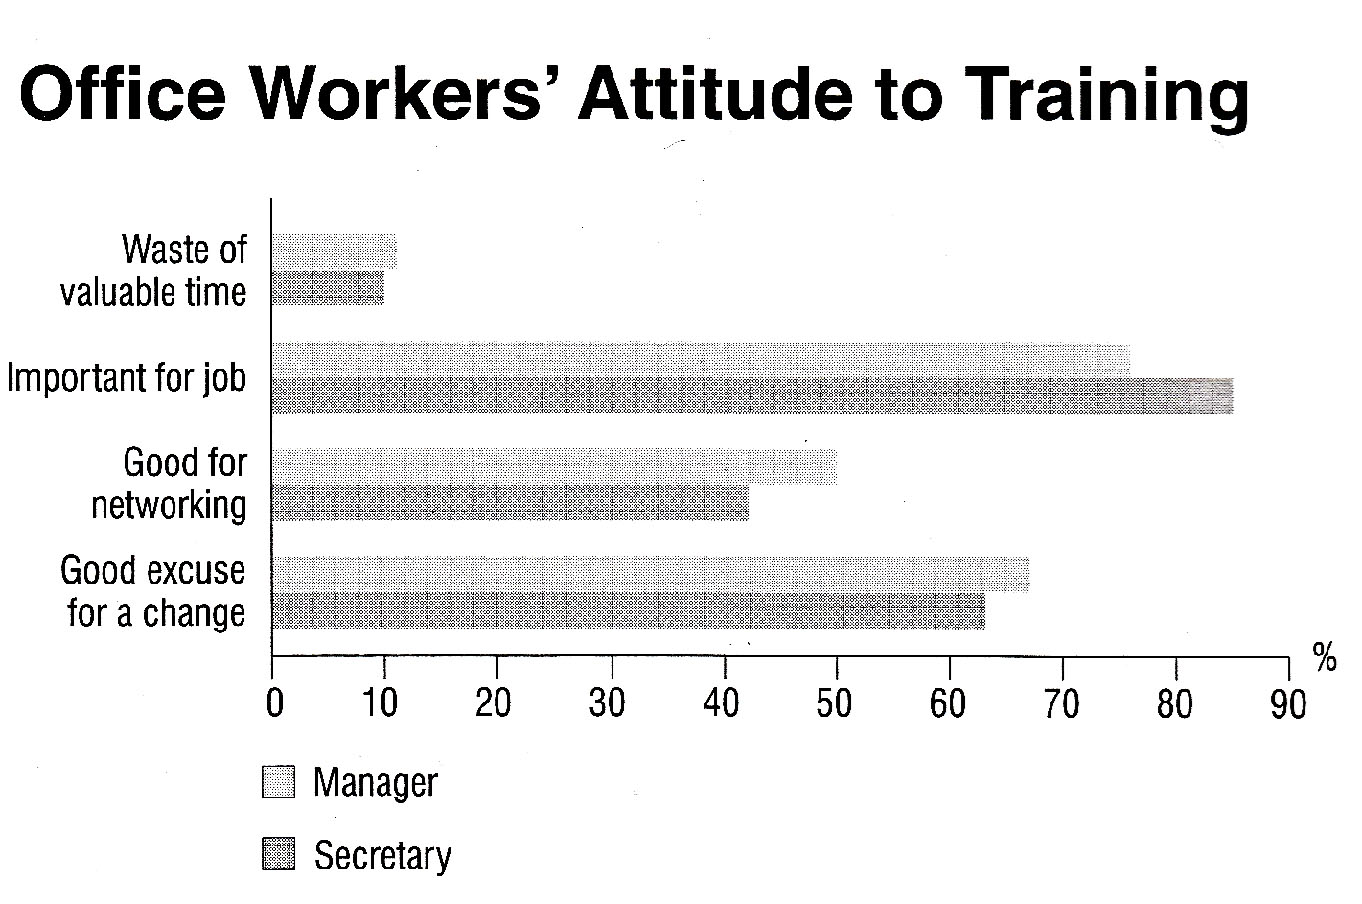 Office Workers' Attitude to Training
Waste of
valuable time
Important for job
Good for
networking
Good excuse
for a change
%
0 10 20 30 40 50 60 70 80 90
Manager
Secretary